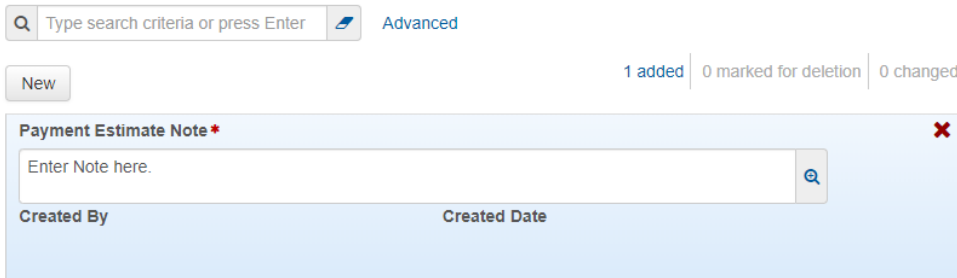 Type search criteria or press Enter Advanced
New 1 added 0 marked for deletion 0 changed
Payment Estimate Note*
Enter Note here.
Created By Created Date